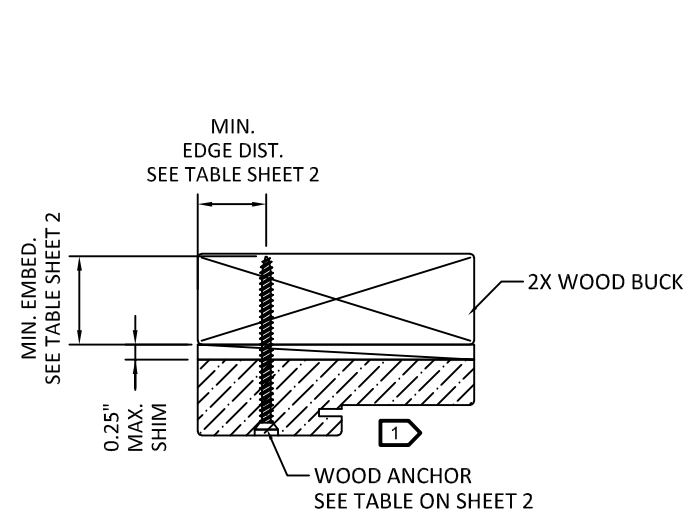 MIN.
EDGE DIST.
SEE TABLE SHEET 2
MIN. EMBED.
SEE TABLE SHEET 2
2X WOOD BUCK
0.25"
MAX.
SHIM
1
WOOD ANCHOR
SEE TABLE ON SHEET 2